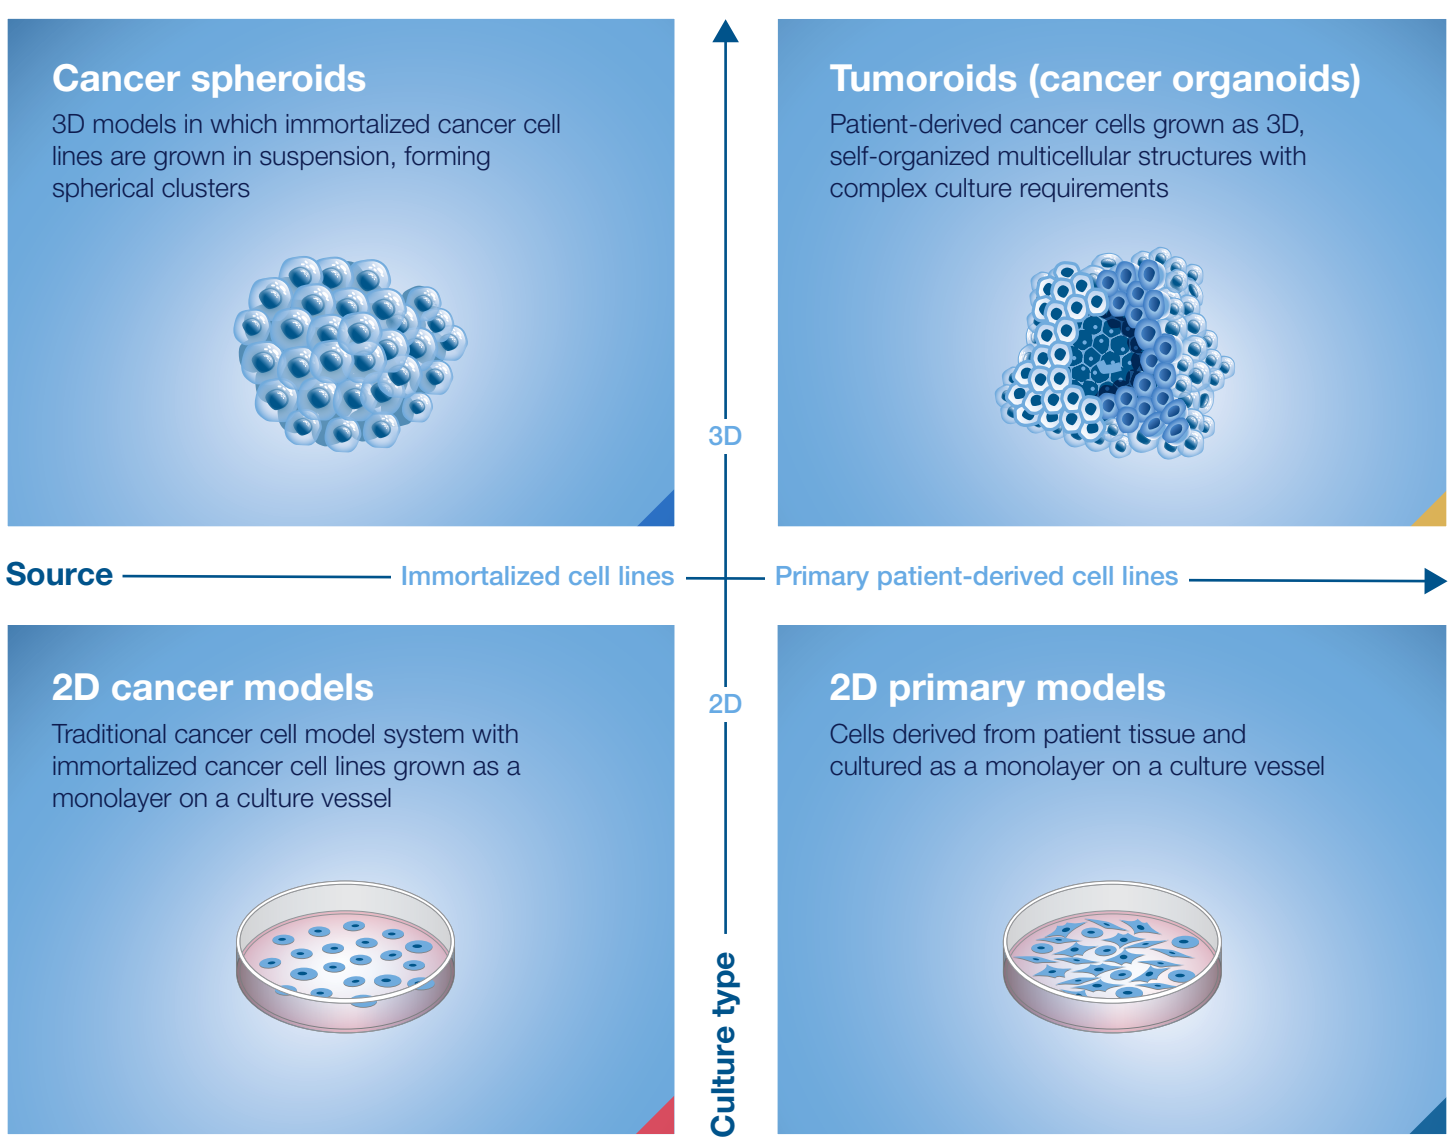 Cancer spheroids
3D models in which immortalized cancer cell
lines are grown in suspension, forming
spherical clusters
Tumoroids (cancer organoids)
Patient-derived cancer cells grown as 3D,
self-organized multicellular structures with
complex culture requirements
3D
Source
Immortalized cell lines
Primary patient-derived cell lines
2D cancer models
Traditional cancer cell model system with
immortalized cancer cell lines grown as a
monolayer on a culture vessel
2D
2D primary models
Cells derived from patient tissue and
cultured as a monolayer on a culture vessel
Culture type